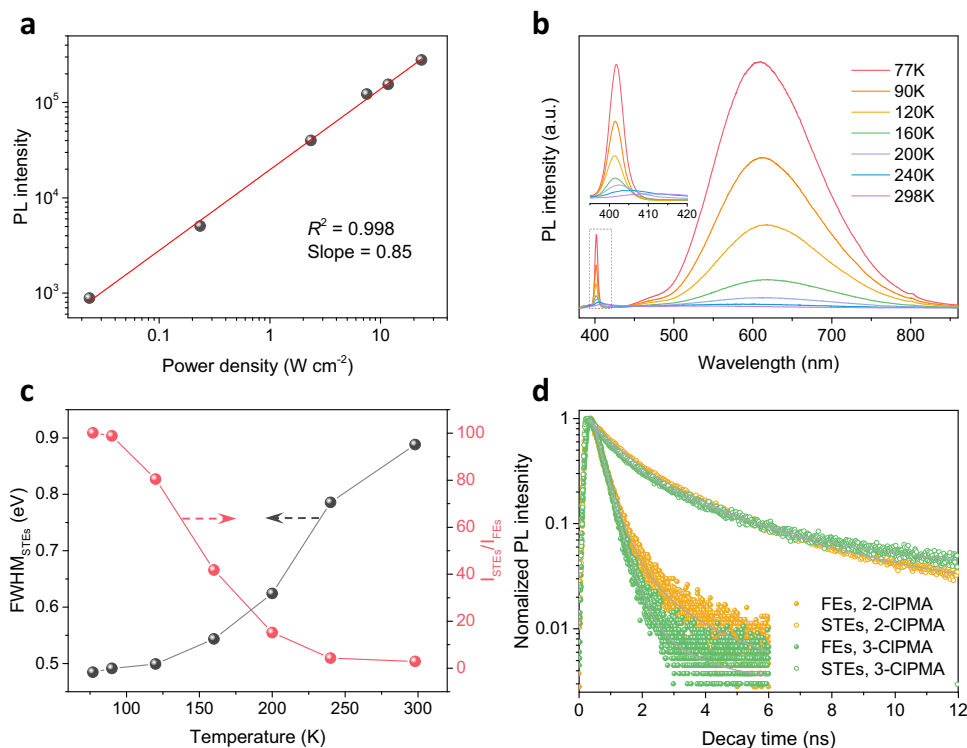 a
PL intensity
10^5
10^4
10^3
0.1
1
10
Power density (W cm^-2)
R^2 = 0.998
Slope = 0.85
b
PL intensity (a.u.)
77K
90K
120K
160K
200K
240K
298K
400
410
420
400
500
600
700
800
Wavelength (nm)
c
FWHM_STEs (eV)
0.9
0.8
0.7
0.6
0.5
100
80
60
40
20
0
I_STEs/I_FEs
100
150
200
250
300
Temperature (K)
d
Normalized PL intesnity
1
0.1
0.01
FEs, 2-ClPMA
STEs, 2-ClPMA
FEs, 3-ClPMA
STEs, 3-ClPMA
0
2
4
6
8
10
12
Decay time (ns)